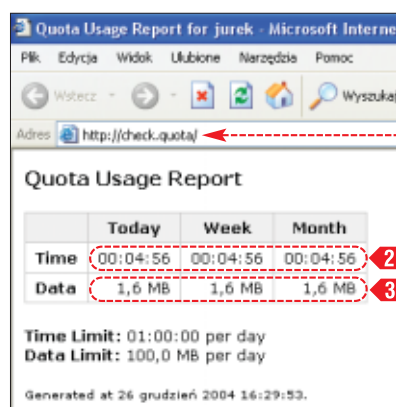 Quota Usage Report for jurek - Microsoft Interne
Plik Edycja Widok Ulubione Narzędzia Pomoc
Wstecz Wyszukaj
Adres http://check.quota/
Quota Usage Report
Today Week Month
Time 00:04:56 00:04:56 00:04:56 2
Data 1,6 MB 1,6 MB 1,6 MB 3
Time Limit: 01:00:00 per day
Data Limit: 100,0 MB per day
Generated at 26 grudzień 2004 16:29:53.